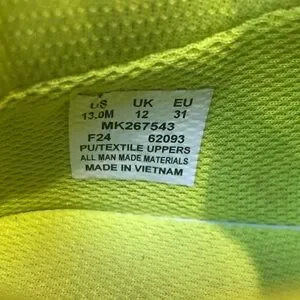 US UK EU
13.0M 12 31
MK267543
F24 62093
PU/TEXTILE UPPERS
ALL MAN MADE MATERIALS
MADE IN VIETNAM